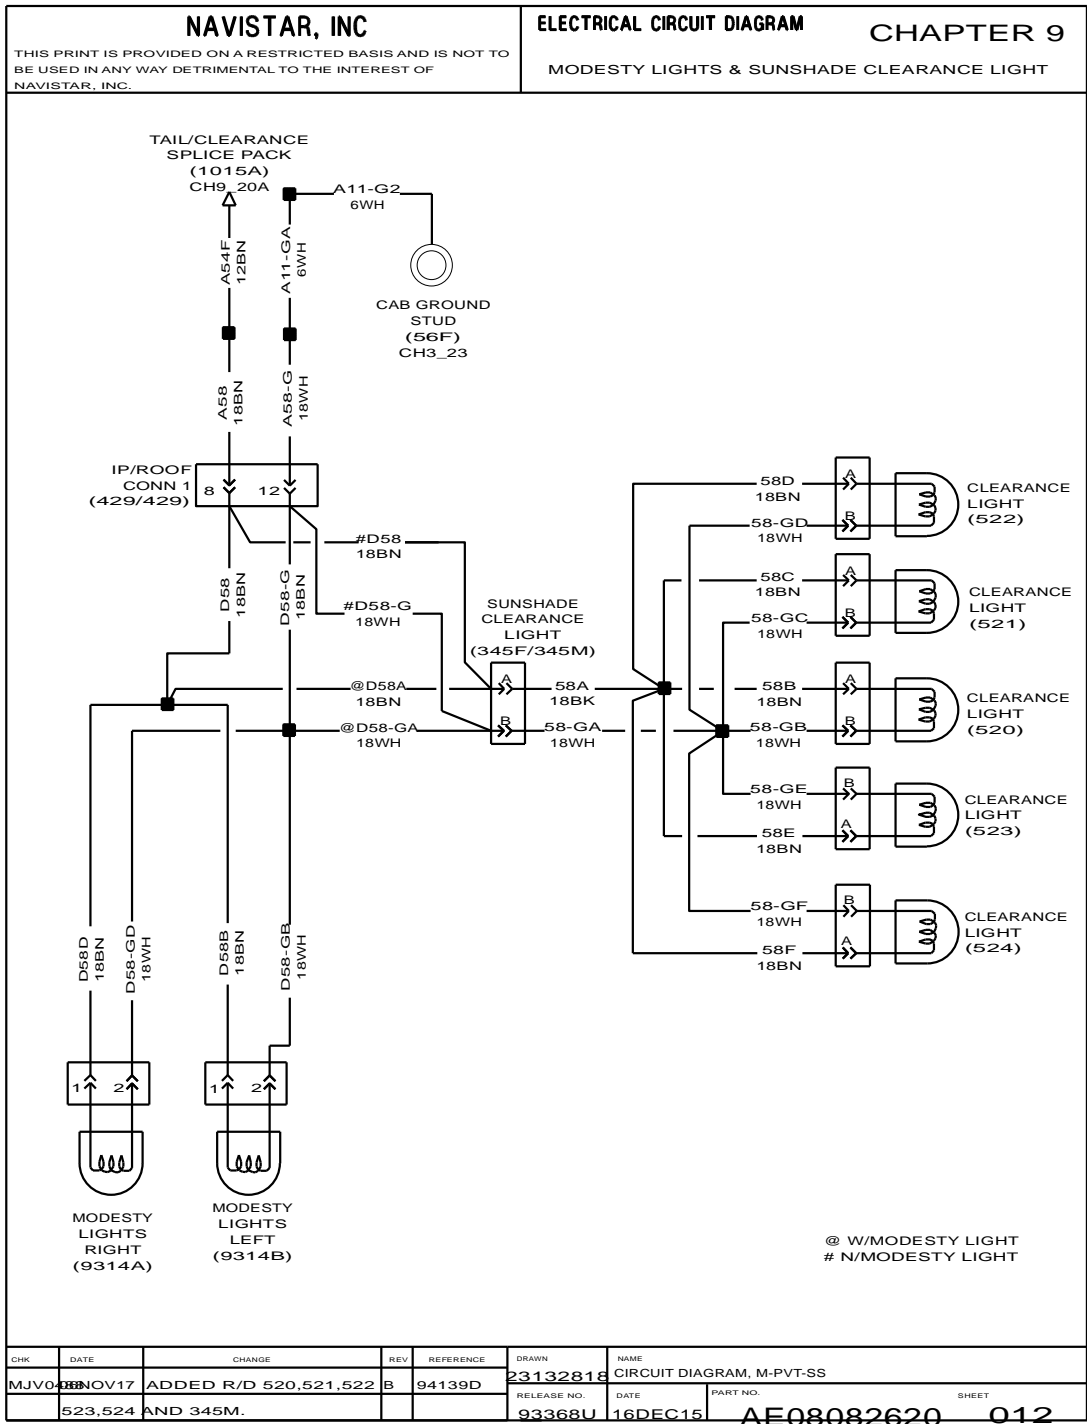 NAVISTAR, INC
THIS PRINT IS PROVIDED ON A RESTRICTED BASIS AND IS NOT TO
BE USED IN ANY WAY DETRIMENTAL TO THE INTEREST OF
NAVISTAR, INC.
ELECTRICAL CIRCUIT DIAGRAM
CHAPTER 9
MODESTY LIGHTS & SUNSHADE CLEARANCE LIGHT
TAIL/CLEARANCE
SPLICE PACK
(1015A)
CH9_20A
A11-G2
6WH
A54F
12BN
A11-GA
6WH
CAB GROUND
STUD
(56F)
CH3_23
A58
18BN
A58-G
18WH
IP/ROOF
CONN 1
(429/429)
8
12
#D58
18BN
D58
18BN
D58-G
18BN
#D58-G
18WH
SUNSHADE
CLEARANCE
LIGHT
(345F/345M)
@D58A
18BN
A
58A
18BK
@D58-GA
18WH
B
58-GA
18WH
58D
18BN
A
58-GD
18WH
B
CLEARANCE
LIGHT
(522)
58C
18BN
A
58-GC
18WH
B
CLEARANCE
LIGHT
(521)
58B
18BN
A
58-GB
18WH
B
CLEARANCE
LIGHT
(520)
58-GE
18WH
B
58E
18BN
A
CLEARANCE
LIGHT
(523)
58-GF
18WH
B
58F
18BN
A
CLEARANCE
LIGHT
(524)
D58D
18BN
D58-GD
18WH
D58B
18BN
D58-GB
18WH
1
2
1
2
MODESTY
LIGHTS
RIGHT
(9314A)
MODESTY
LIGHTS
LEFT
(9314B)
@ W/MODESTY LIGHT
# N/MODESTY LIGHT
CHK
DATE
CHANGE
REV
REFERENCE
ADDED R/D 520,521,522
B
94139D
523,524 AND 345M.
DRAWN
23132818
NAME
CIRCUIT DIAGRAM, M-PVT-SS
RELEASE NO.
93368U
DATE
16DEC15
PART NO.
AE08082620
SHEET
012